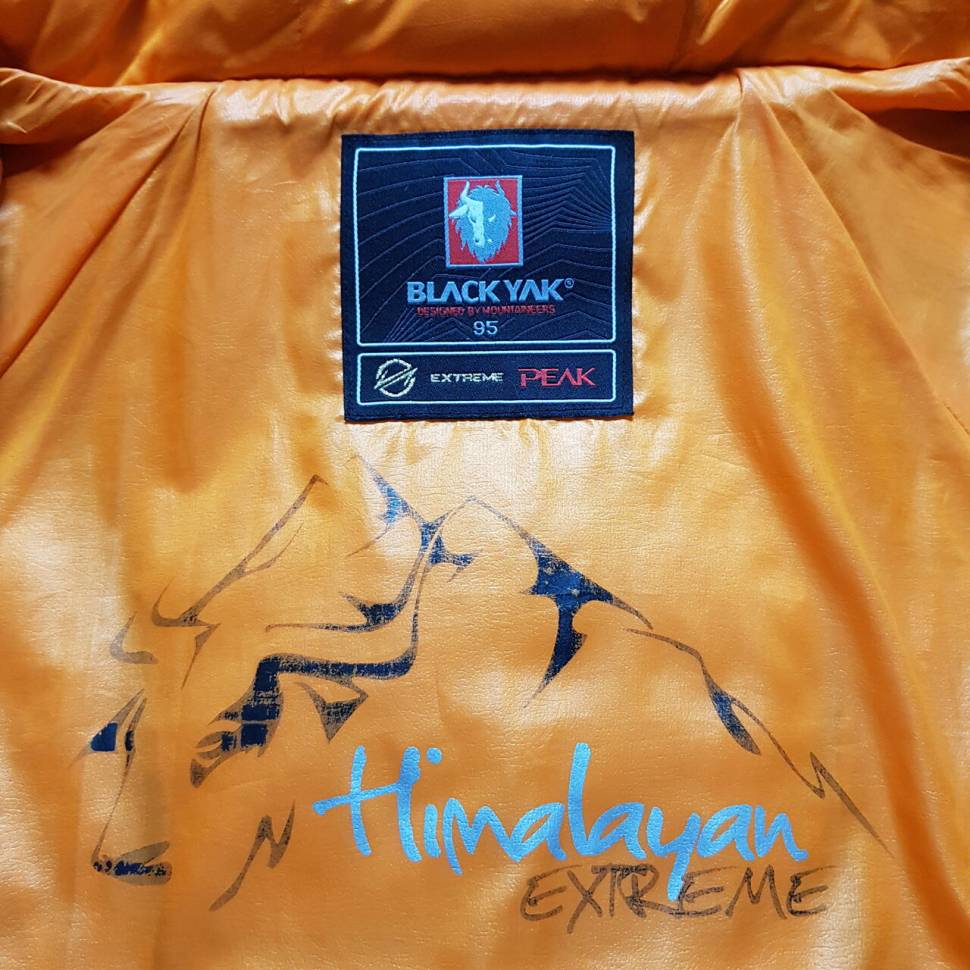 BLACK YAK®
DESIGNED BY MOUNTAINEERS
95
EXTREME PEAK
Himalayan
EXTREME